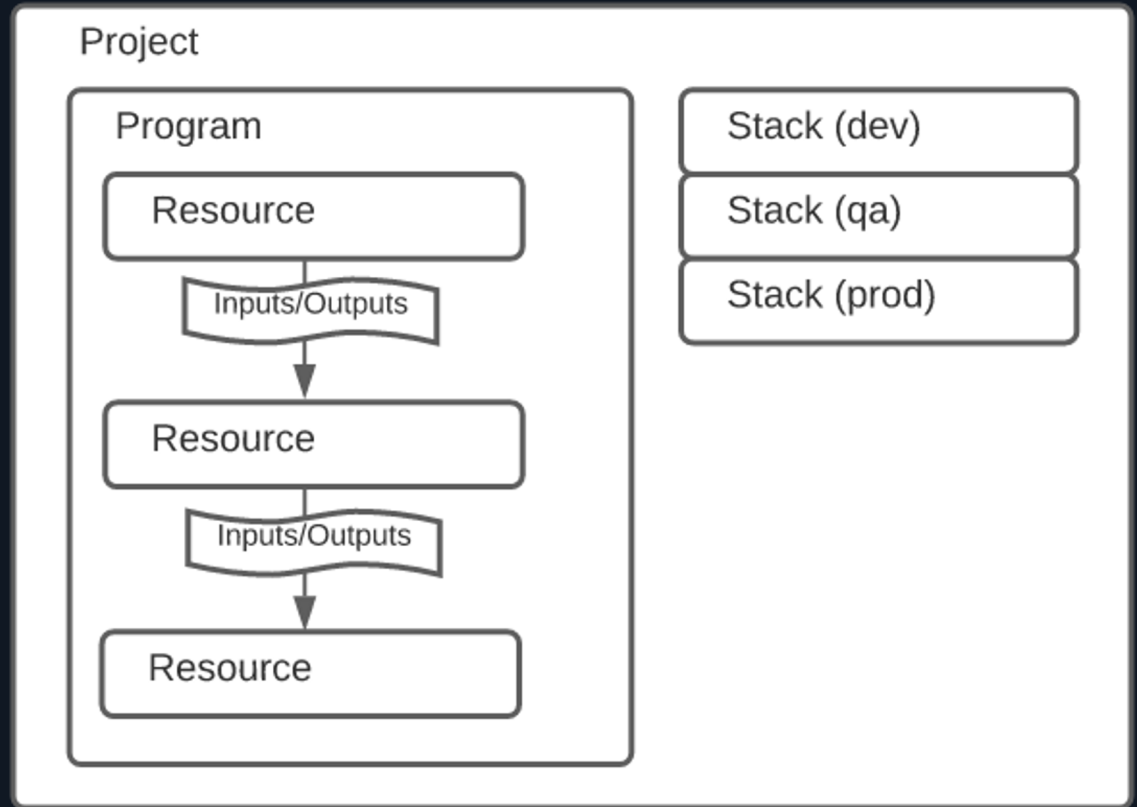 Project
Program
Resource
Inputs/Outputs
Resource
Inputs/Outputs
Resource
Stack (dev)
Stack (qa)
Stack (prod)